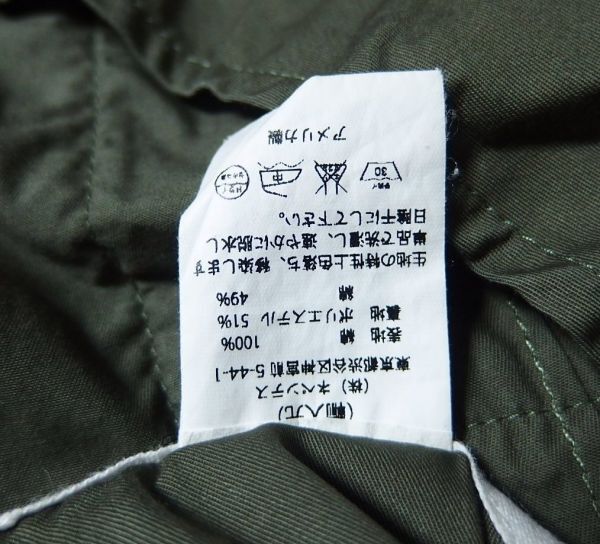 (輸入元)
(株) ネペンテス
東京都渋谷区神宮前 5-44-1
表地 綿 100%
裏地 ポリエステル 51%
綿 49%
生地の特性上色落ち、移染します
単品で洗濯し、速やかに脱水し
日陰干にして下さい。
30 中 ドライ
アメリカ製